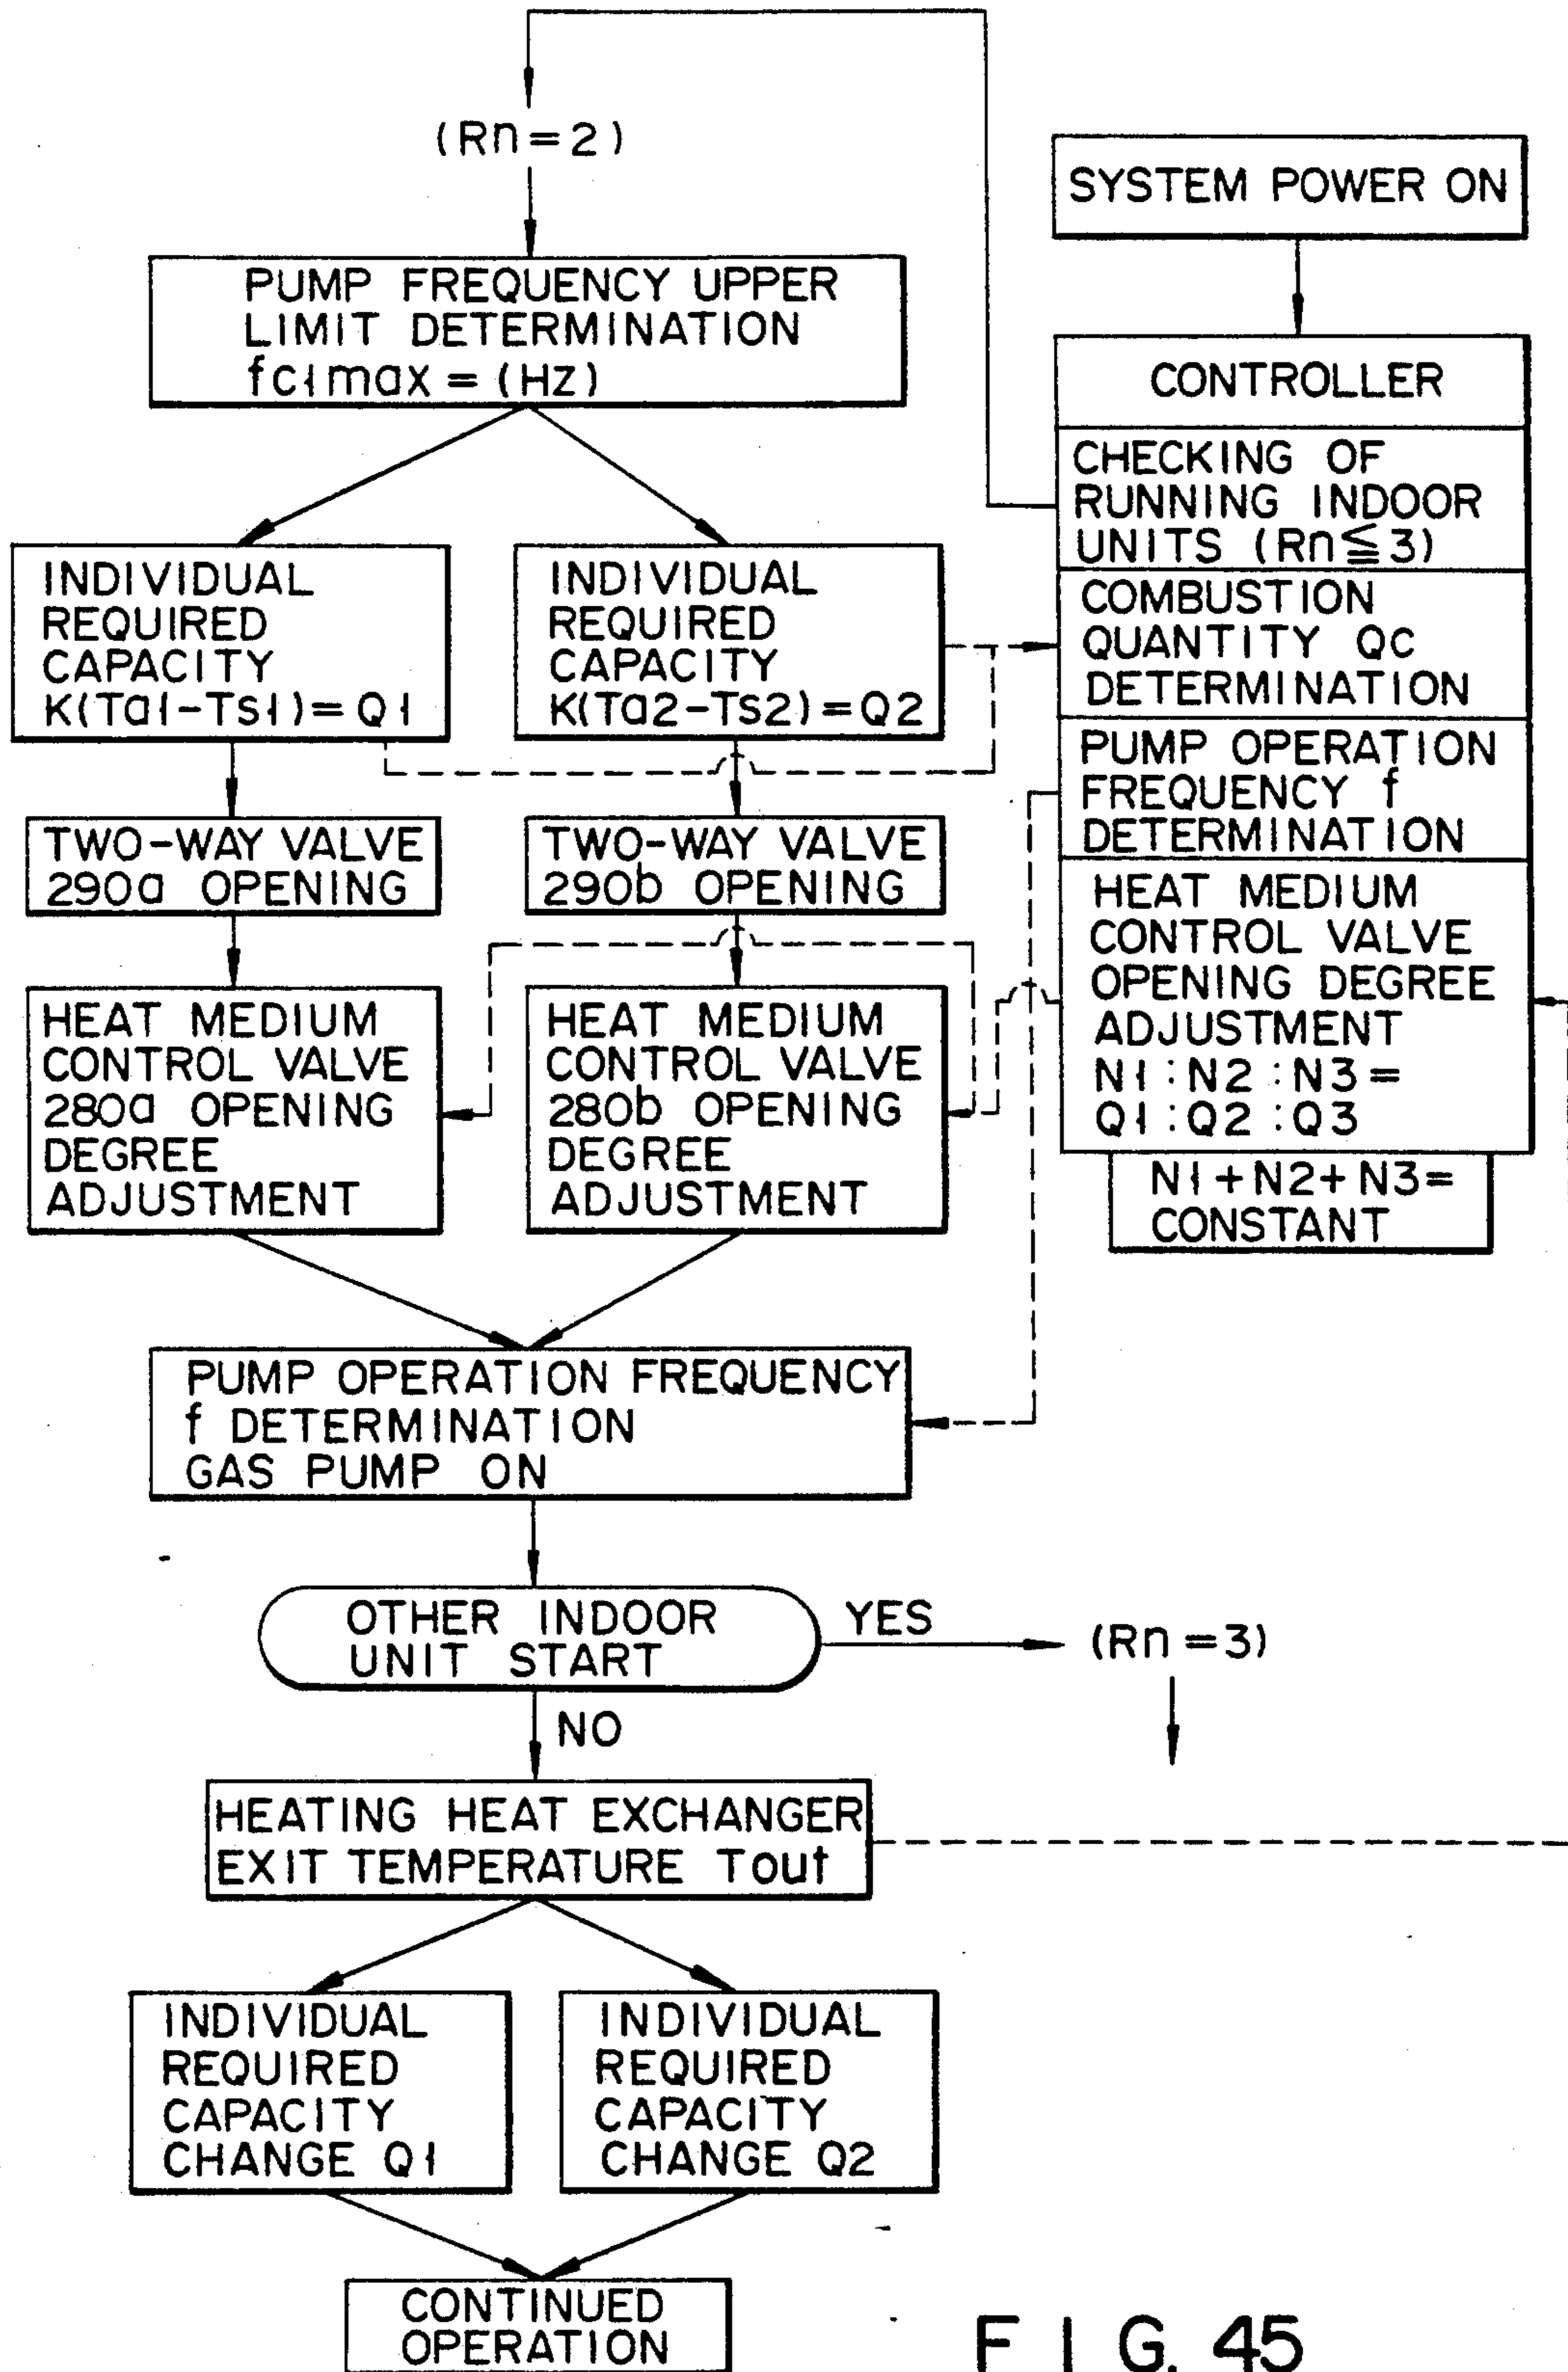 (Rn=2)
PUMP FREQUENCY UPPER
LIMIT DETERMINATION
fc1max = (Hz)
INDIVIDUAL
REQUIRED
CAPACITY
K(Ta1-Ts1)=Q1
INDIVIDUAL
REQUIRED
CAPACITY
K(Ta2-Ts2)=Q2
TWO-WAY VALVE
290a OPENING
TWO-WAY VALVE
290b OPENING
HEAT MEDIUM
CONTROL VALVE
280a OPENING
DEGREE
ADJUSTMENT
HEAT MEDIUM
CONTROL VALVE
280b OPENING
DEGREE
ADJUSTMENT
PUMP OPERATION FREQUENCY
f DETERMINATION
GAS PUMP ON
OTHER INDOOR
UNIT START
YES
(Rn=3)
NO
HEATING HEAT EXCHANGER
EXIT TEMPERATURE Tout
INDIVIDUAL
REQUIRED
CAPACITY
CHANGE Q1
INDIVIDUAL
REQUIRED
CAPACITY
CHANGE Q2
CONTINUED
OPERATION
SYSTEM POWER ON
CONTROLLER
CHECKING OF
RUNNING INDOOR
UNITS (Rn≦3)
COMBUSTION
QUANTITY Qc
DETERMINATION
PUMP OPERATION
FREQUENCY f
DETERMINATION
HEAT MEDIUM
CONTROL VALVE
OPENING DEGREE
ADJUSTMENT
N1:N2:N3=
Q1:Q2:Q3
N1+N2+N3=
CONSTANT
FIG. 45